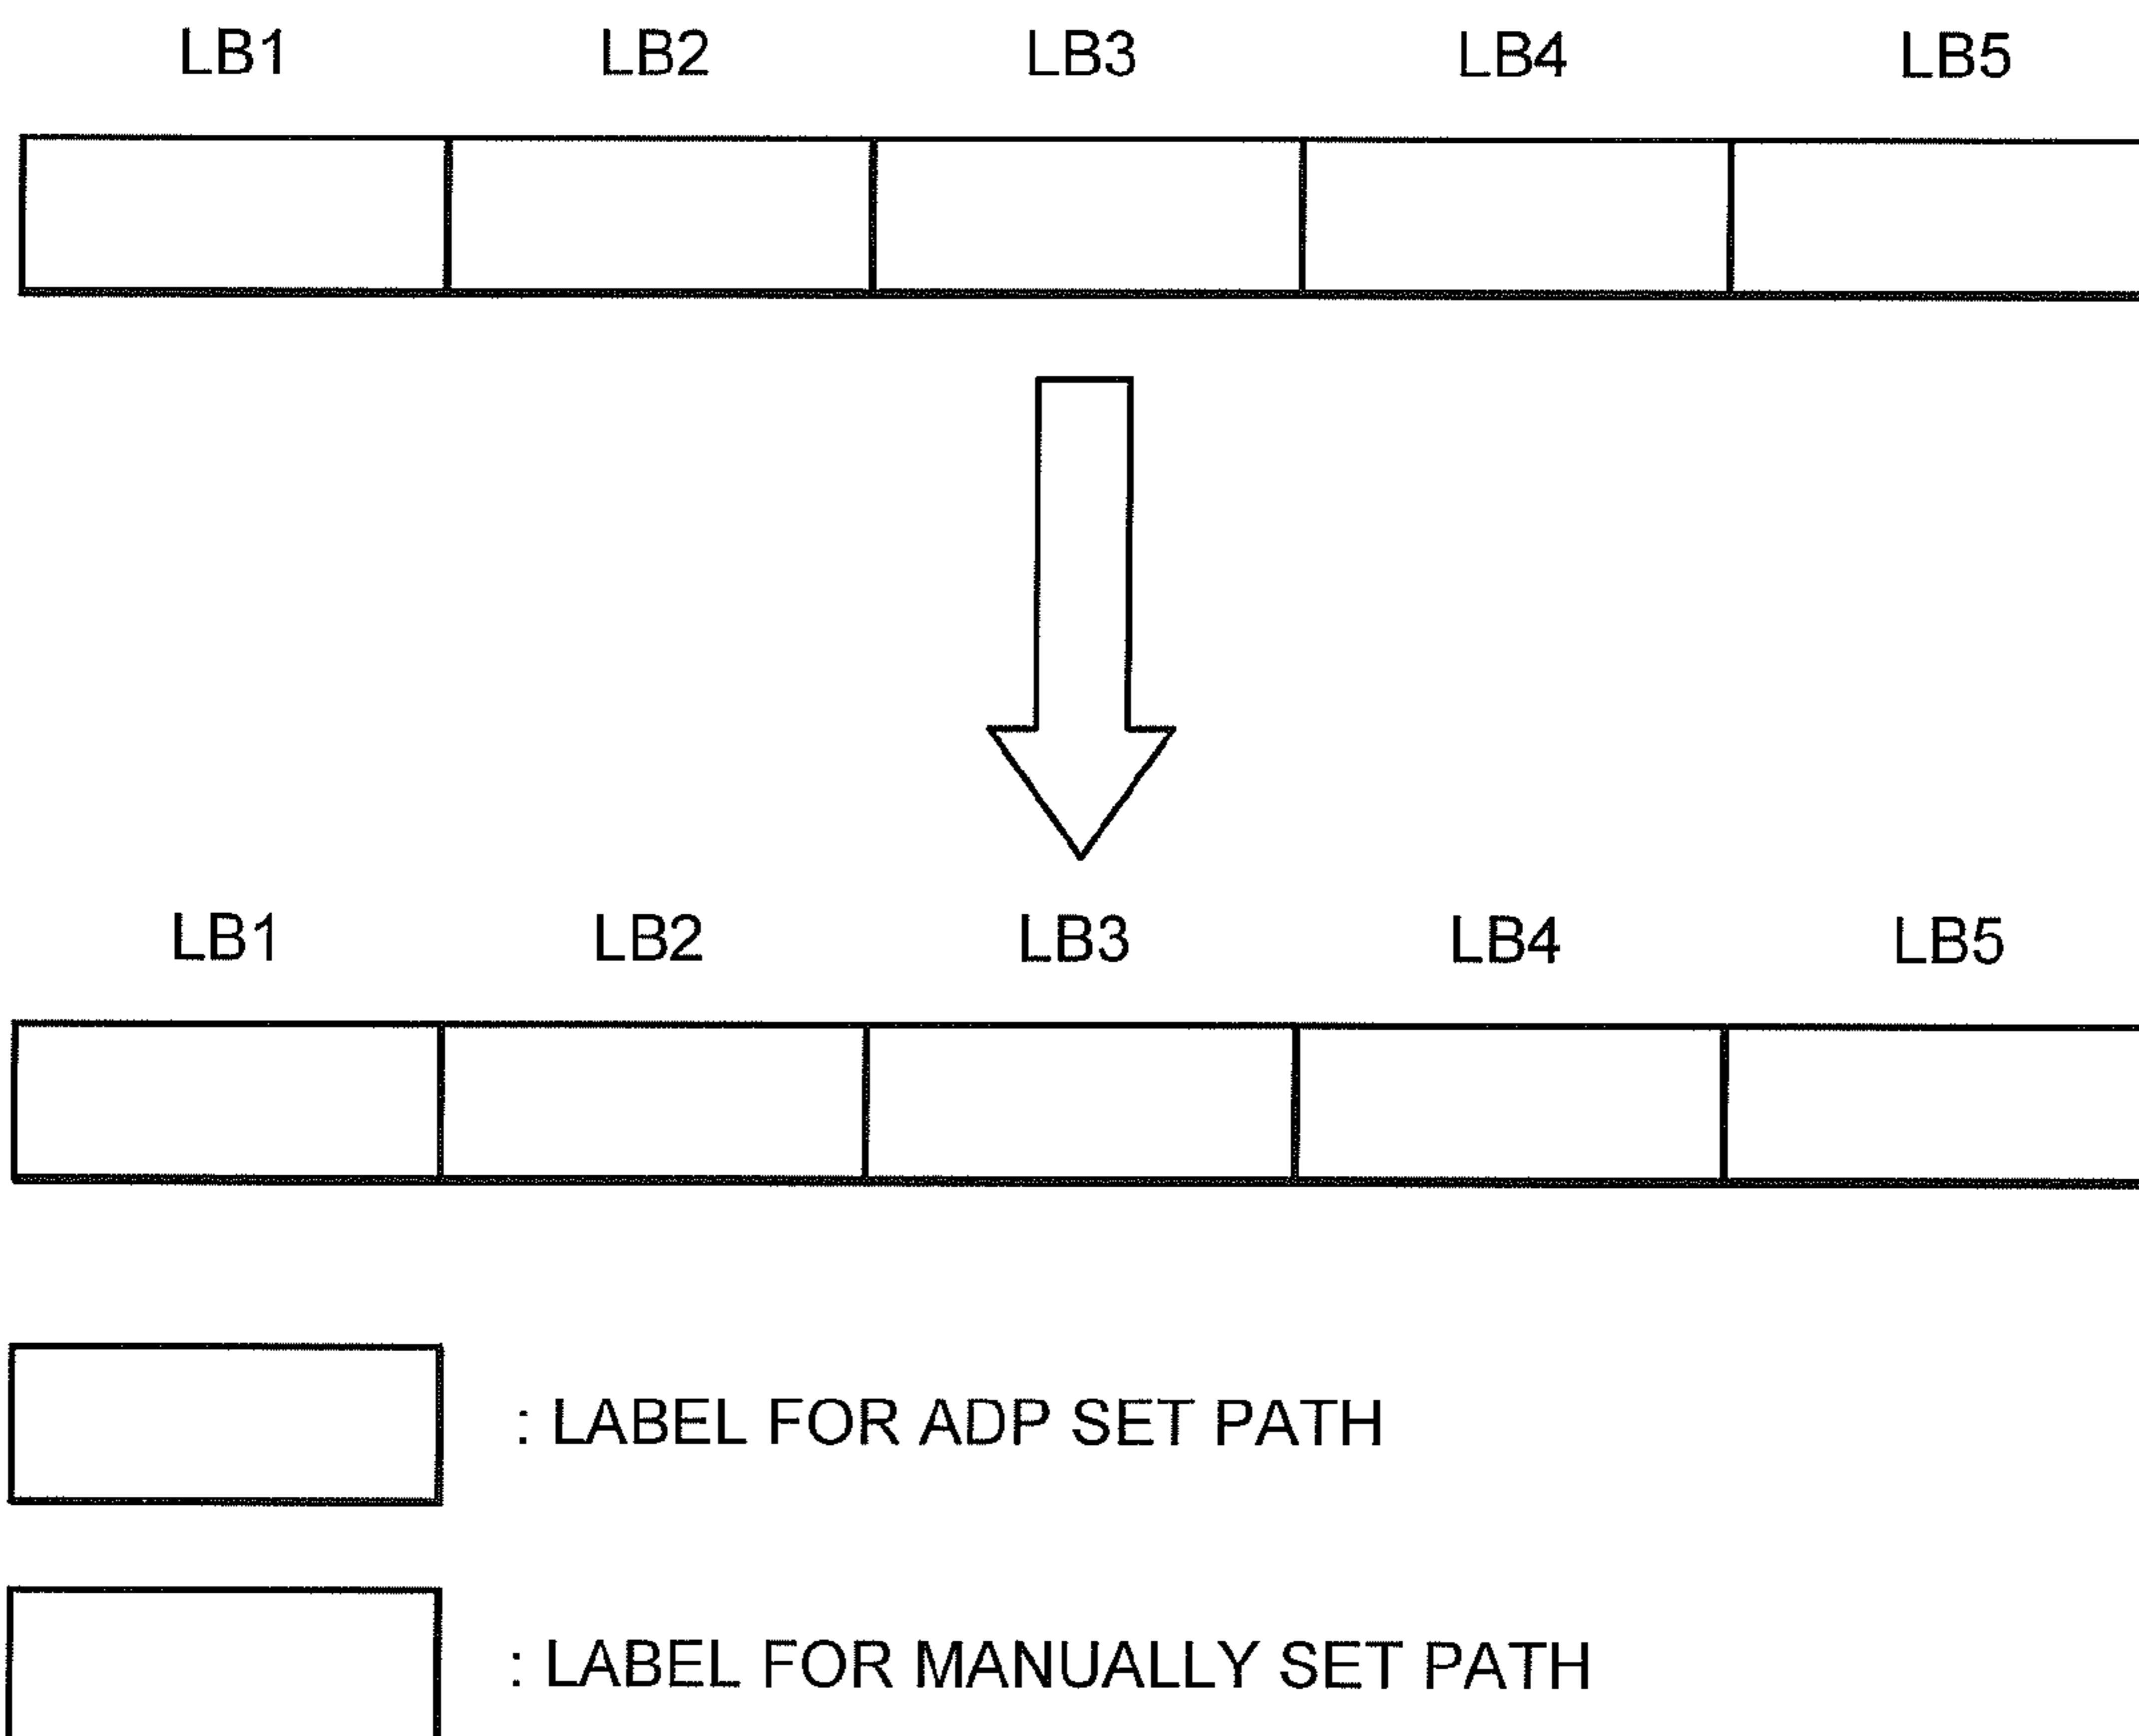 LB1 LB2 LB3 LB4 LB5
LB1 LB2 LB3 LB4 LB5
: LABEL FOR ADP SET PATH
: LABEL FOR MANUALLY SET PATH